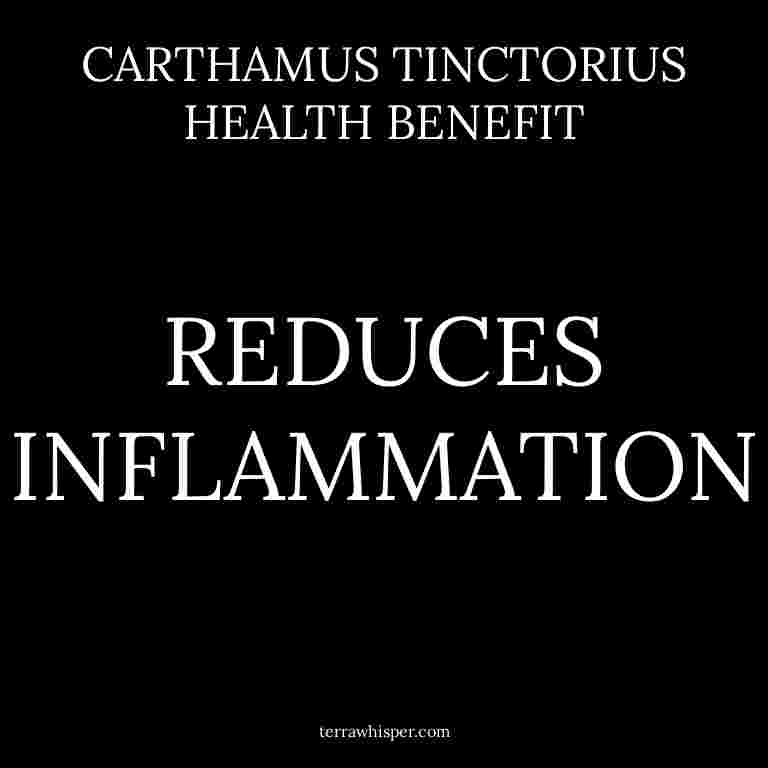 CARTHAMUS TINCTORIUS
HEALTH BENEFIT
REDUCES
INFLAMMATION
terrawhisper.com